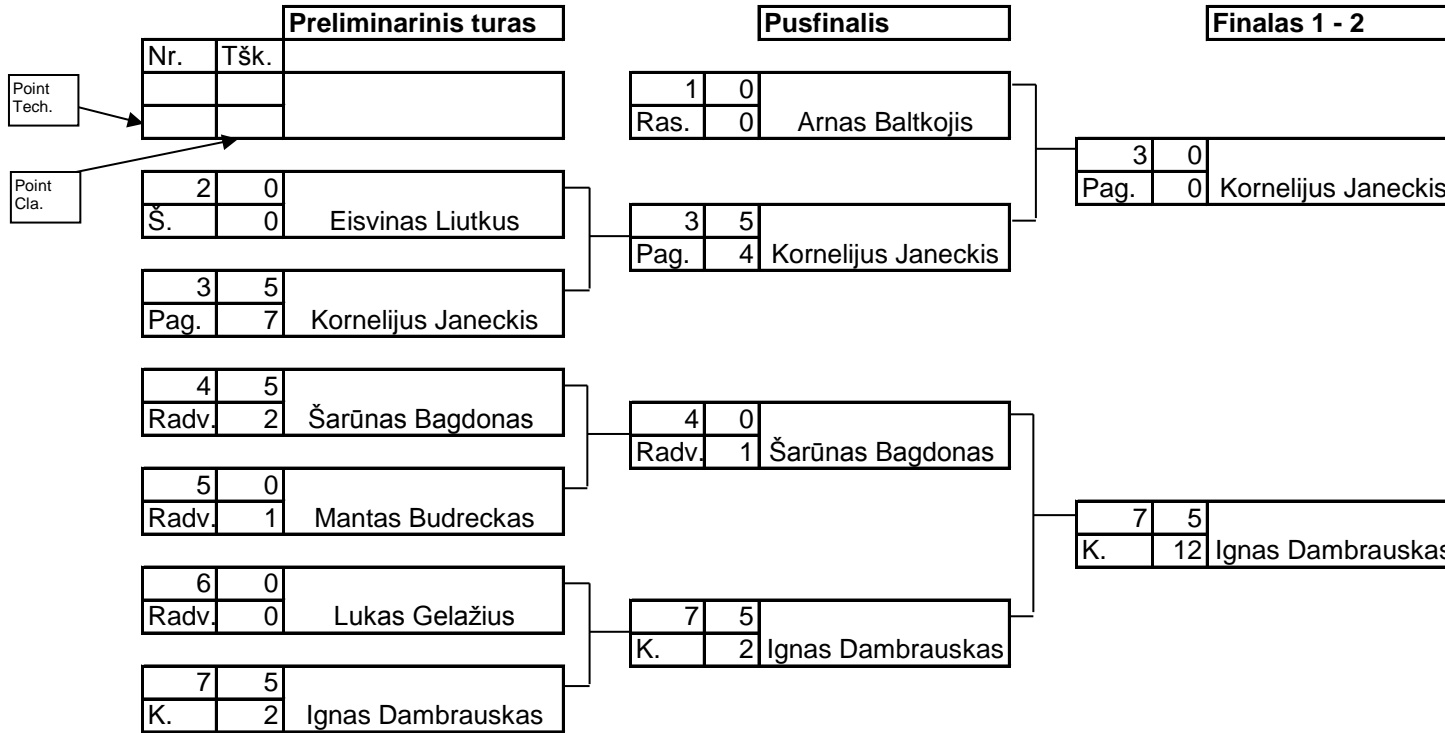 Preliminarinis turas Pusfinalis Finalas 1 - 2
Nr. Tšk.
Point
Tech.
Point
Cla.
2 0
Š. 0 Eisvinas Liutkus
3 5
Pag. 7 Kornelijus Janeckis
4 5
Radv. 2 Šarūnas Bagdonas
5 0
Radv. 1 Mantas Budreckas
6 0
Radv. 0 Lukas Gelažius
7 5
K. 2 Ignas Dambrauskas
1 0
Ras. 0 Arnas Baltkojis
3 5
Pag. 4 Kornelijus Janeckis
4 0
Radv. 1 Šarūnas Bagdonas
7 5
K. 2 Ignas Dambrauskas
3 0
Pag. 0 Kornelijus Janeckis
7 5
K. 12 Ignas Dambrauskas